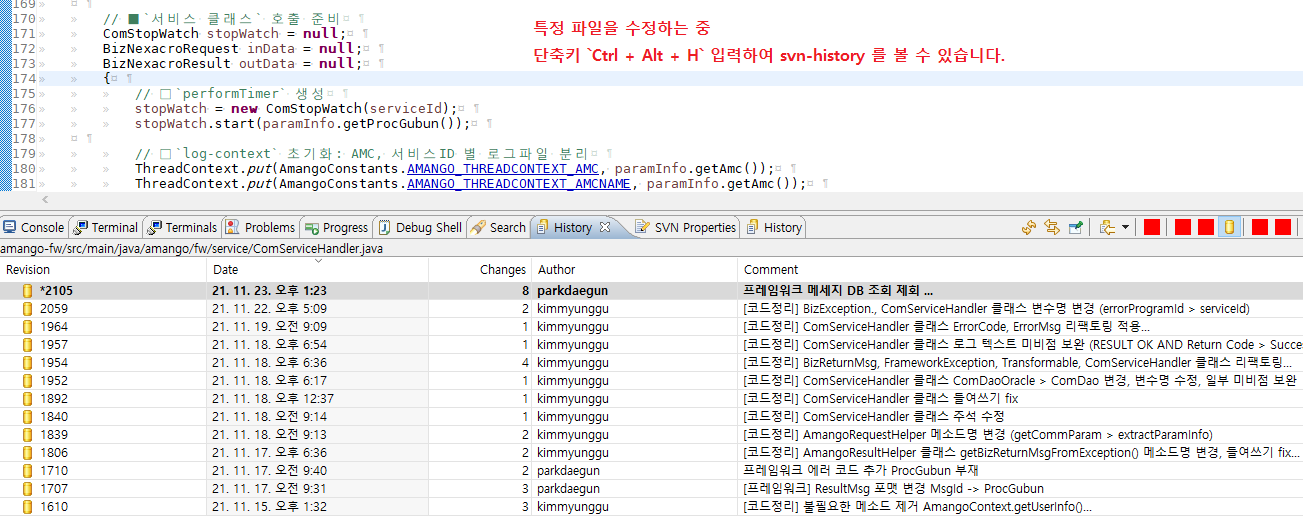 169
170 // ■`서비스 클래스` 호출 준비
171 ComStopWatch stopWatch = null;
172 BizNexacroRequest inData = null;
173 BizNexacroResult outData = null;
174 {
175 // □`performTimer` 생성
176 stopWatch = new ComStopWatch(serviceId);
177 stopWatch.start(paramInfo.getProcGubun());
178
179 // □`log-context` 초기화: AMC, 서비스ID 별 로그파일 분리
180 ThreadContext.put(AmangoConstants.AMANGO_THREADCONTEXT_AMC, paramInfo.getAmc());
181 ThreadContext.put(AmangoConstants.AMANGO_THREADCONTEXT_AMCNAME, paramInfo.getAmc());
특정 파일을 수정하는 중
단축키 `Ctrl + Alt + H` 입력하여 svn-history 를 볼 수 있습니다.
Console Terminal Terminals Problems Progress Debug Shell Search History SVN Properties History
amango-fw/src/main/java/amango/fw/service/ComServiceHandler.java
Revision Date Changes Author Comment
*2105 21. 11. 23. 오후 1:23 8 parkdaegun 프레임워크 메세지 DB 조회 제회 ...
2059 21. 11. 22. 오후 5:09 2 kimmyunggu [코드정리] BizException., ComServiceHandler 클래스 변수명 변경 (errorProgramId > serviceId)
1964 21. 11. 19. 오전 9:09 1 kimmyunggu [코드정리] ComServiceHandler 클래스 ErrorCode, ErrorMsg 리팩토링 적용...
1957 21. 11. 18. 오후 6:54 1 kimmyunggu [코드정리] ComServiceHandler 클래스 로그 텍스트 미비점 보완 (RESULT OK AND Return Code > Succe
1954 21. 11. 18. 오후 6:36 4 kimmyunggu [코드정리] BizReturnMsg, FrameworkException, Transformable, ComServiceHandler 클래스 리팩토링...
1952 21. 11. 18. 오후 6:17 1 kimmyunggu [코드정리] ComServiceHandler 클래스 ComDaoOracle > ComDao 변경, 변수명 수정, 일부 미비점 보완
1892 21. 11. 18. 오후 12:37 1 kimmyunggu [코드정리] ComServiceHandler 클래스 들여쓰기 fix
1840 21. 11. 18. 오전 9:14 1 kimmyunggu [코드정리] ComServiceHandler 클래스 주석 수정
1839 21. 11. 18. 오전 9:13 2 kimmyunggu [코드정리] AmangoRequestHelper 메소드명 변경 (getCommParam > extractParamInfo)
1806 21. 11. 17. 오후 6:36 2 kimmyunggu [코드정리] AmangoResultHelper 클래스 getBizReturnMsgFromException() 메소드명 변경, 들여쓰기 fix...
1710 21. 11. 17. 오전 9:40 2 parkdaegun 프레임워크 에러 코드 추가 ProcGubun 부재
1707 21. 11. 17. 오전 9:31 3 parkdaegun [프레임워크] ResultMsg 포맷 변경 MsgId -> ProcGubun
1610 21. 11. 15. 오후 1:32 3 kimmyunggu [코드정리] 불필요한 메소드 제거 AmangoContext.getUserInfo()...